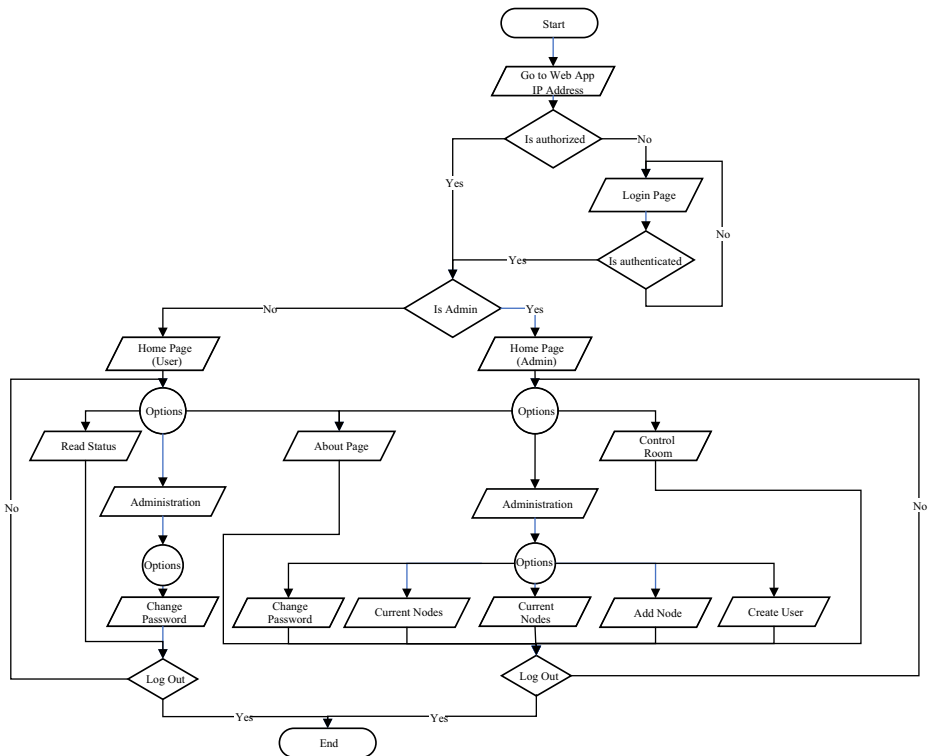 Start
Go to Web App
IP Address
Is authorized
No
Yes
Login Page
No
Is authenticated
Yes
Is Admin
No
Yes
Home Page
(User)
Home Page
(Admin)
Options
Options
Read Status
About Page
Control
Room
Administration
Administration
No
No
Options
Options
Change
Password
Change
Password
Current Nodes
Current
Nodes
Add Node
Create User
Log Out
Log Out
Yes
Yes
End